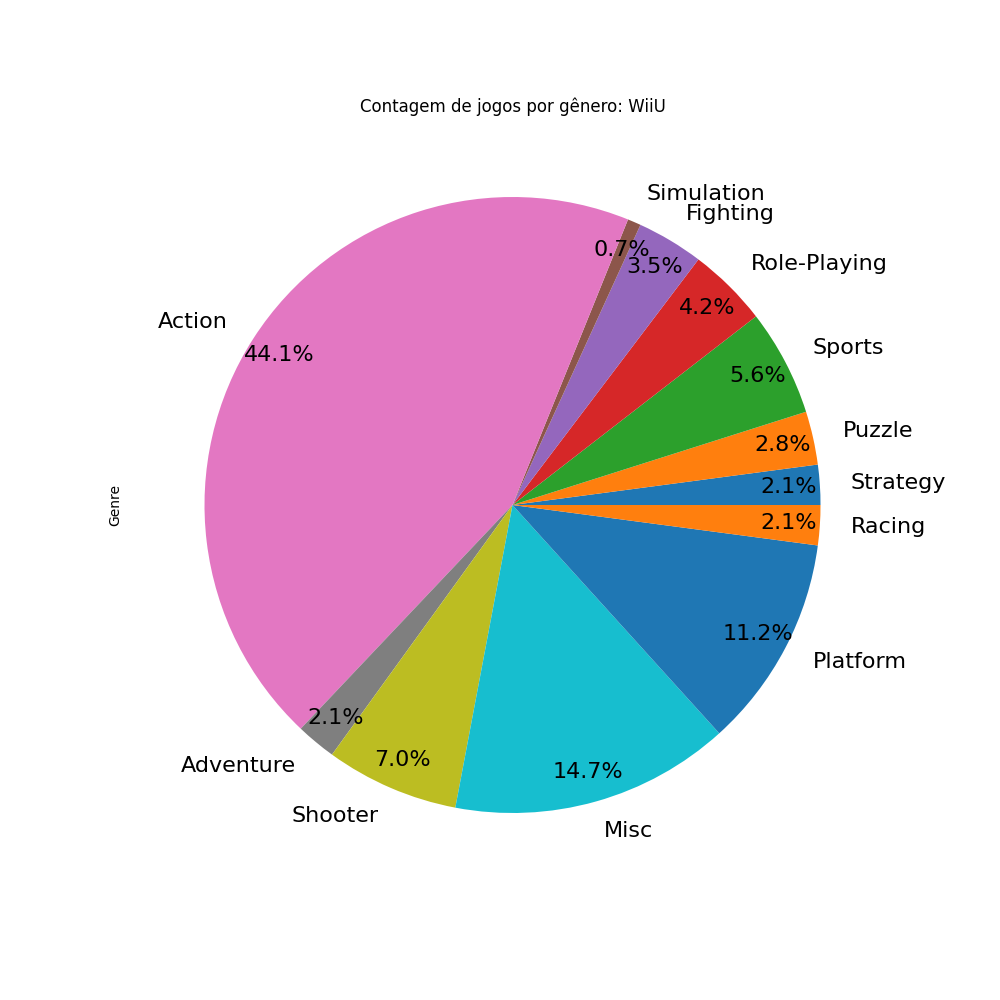 Contagem de jogos por gênero: WiiU
Simulation
Fighting
0.7%
3.5%
Role-Playing
4.2%
Action
44.1%
Sports
5.6%
Puzzle
2.8%
Strategy
2.1%
Genre
Racing
2.1%
Platform
11.2%
Adventure
2.1%
Shooter
7.0%
Misc
14.7%